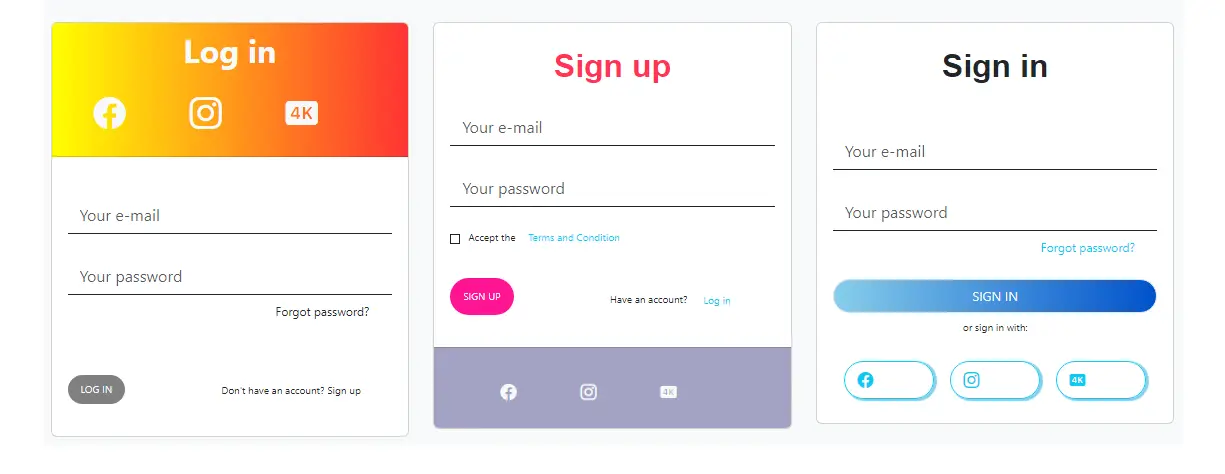 Log in
4K
Your e-mail
Your password
Forgot password?
LOG IN
Don't have an account? Sign up
Sign up
Your e-mail
Your password
Accept the Terms and Condition
SIGN UP
Have an account? Log in
4K
Sign in
Your e-mail
Your password
Forgot password?
SIGN IN
or sign in with:
4K